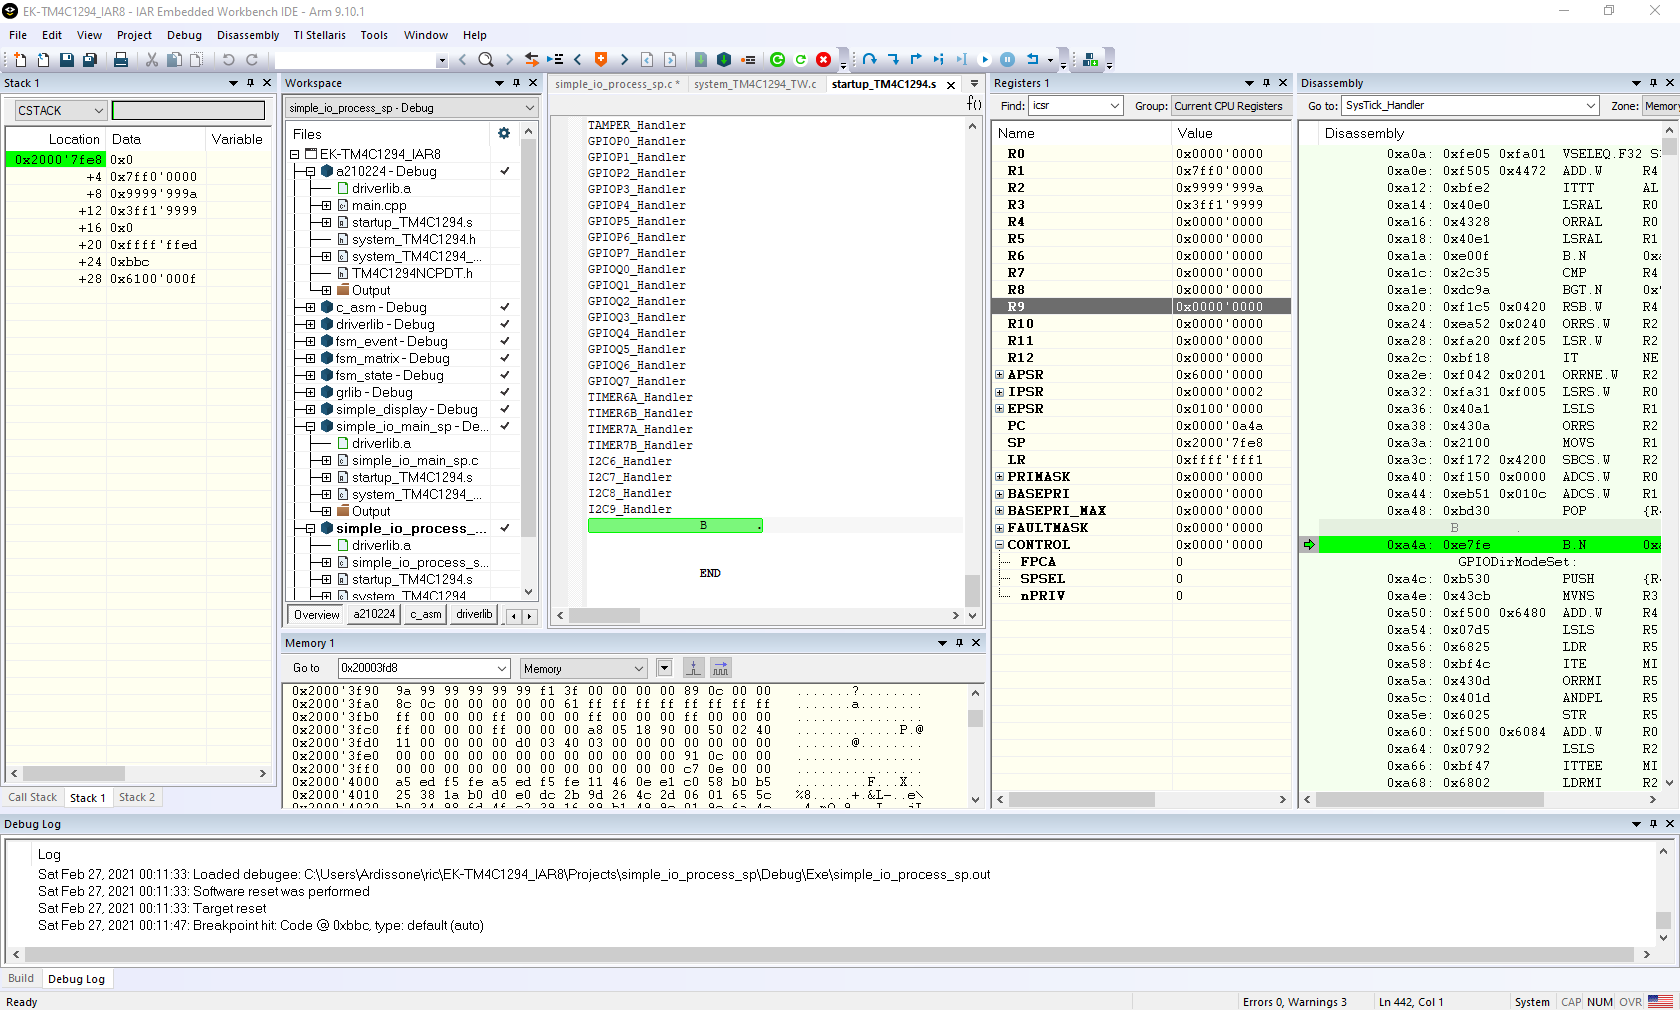 EK-TM4C1294_IAR8 - IAR Embedded Workbench IDE - Arm 9.10.1
File Edit View Project Debug Disassembly TI Stellaris Tools Window Help
Stack 1
CSTACK
Location Data Variable
0x2000'7fe8 0x0
+4 0x7ff0'0000
+8 0x9999'999a
+12 0x3ff1'9999
+16 0x0
+20 0xffff'ffed
+24 0xbbc
+28 0x6100'000f
Call Stack Stack 1 Stack 2
Workspace
simple_io_process_sp - Debug
Files
EK-TM4C1294_IAR8
a210224 - Debug
driverlib.a
main.cpp
startup_TM4C1294.s
system_TM4C1294.h
system_TM4C1294_...
TM4C1294NCPDT.h
Output
c_asm - Debug
driverlib - Debug
fsm_event - Debug
fsm_matrix - Debug
fsm_state - Debug
grlib - Debug
simple_display - Debug
simple_io_main_sp - De...
driverlib.a
simple_io_main_sp.c
startup_TM4C1294.s
system_TM4C1294_...
Output
simple_io_process_...
driverlib.a
simple_io_process_s...
startup_TM4C1294.s
system_TM4C1294
Overview a210224 c_asm driverlib
simple_io_process_sp.c * system_TM4C1294_TW.c startup_TM4C1294.s
f()
TAMPER_Handler
GPIOP0_Handler
GPIOP1_Handler
GPIOP2_Handler
GPIOP3_Handler
GPIOP4_Handler
GPIOP5_Handler
GPIOP6_Handler
GPIOP7_Handler
GPIOQ0_Handler
GPIOQ1_Handler
GPIOQ2_Handler
GPIOQ3_Handler
GPIOQ4_Handler
GPIOQ5_Handler
GPIOQ6_Handler
GPIOQ7_Handler
TIMER6A_Handler
TIMER6B_Handler
TIMER7A_Handler
TIMER7B_Handler
I2C6_Handler
I2C7_Handler
I2C8_Handler
I2C9_Handler
B .
END
Memory 1
Go to 0x20003fd8 Memory
0x2000'3f90 9a 99 99 99 99 99 f1 3f 00 00 00 00 89 0c 00 00 .......?........
0x2000'3fa0 8c 0c 00 00 00 00 00 61 ff ff ff ff ff ff ff ff .......a........
0x2000'3fb0 ff 00 00 00 ff 00 00 00 ff 00 00 00 ff 00 00 00 ................
0x2000'3fc0 ff 00 00 00 ff 00 00 00 a8 05 18 90 00 50 02 40 .............P.@
0x2000'3fd0 11 00 00 00 00 d0 03 40 03 00 00 00 00 00 00 00 .......@........
0x2000'3fe0 00 00 00 00 00 00 00 00 00 00 00 00 91 0c 00 00 ................
0x2000'3ff0 00 00 00 00 00 00 00 00 00 00 00 00 c7 0e 00 00 ................
0x2000'4000 a5 ed f5 fe a5 ed f5 fe 11 46 0e e1 c0 58 b0 b5 .........F...X..
0x2000'4010 25 38 1a b0 d0 e0 dc 2b 9d 26 4c 2d 06 01 65 5c %8.....+.&L-..e\
Registers 1
Find: icsr Group: Current CPU Registers
Name Value
R0 0x0000'0000
R1 0x7ff0'0000
R2 0x9999'999a
R3 0x3ff1'9999
R4 0x0000'0000
R5 0x0000'0000
R6 0x0000'0000
R7 0x0000'0000
R8 0x0000'0000
R9 0x0000'0000
R10 0x0000'0000
R11 0x0000'0000
R12 0x0000'0000
APSR 0x6000'0000
IPSR 0x0000'0002
EPSR 0x0100'0000
PC 0x0000'0a4a
SP 0x2000'7fe8
LR 0xffff'fff1
PRIMASK 0x0000'0000
BASEPRI 0x0000'0000
BASEPRI_MAX 0x0000'0000
FAULTMASK 0x0000'0000
CONTROL 0x0000'0000
FPCA 0
SPSEL 0
nPRIV 0
Disassembly
Go to: SysTick_Handler Zone: Memory
Disassembly
0xa0a: 0xfe05 0xfa01 VSELEQ.F32 S
0xa0e: 0xf505 0x4472 ADD.W R4
0xa12: 0xbfe2 ITTT AL
0xa14: 0x40e0 LSRAL R0
0xa16: 0x4328 ORRAL R0
0xa18: 0x40e1 LSRAL R1
0xa1a: 0xe00f B.N 0x
0xa1c: 0x2c35 CMP R4
0xa1e: 0xdc9a BGT.N 0x
0xa20: 0xf1c5 0x0420 RSB.W R4
0xa24: 0xea52 0x0240 ORRS.W R2
0xa28: 0xfa20 0xf205 LSR.W R2
0xa2c: 0xbf18 IT NE
0xa2e: 0xf042 0x0201 ORRNE.W R2
0xa32: 0xfa31 0xf005 LSRS.W R0
0xa36: 0x40a1 LSLS R1
0xa38: 0x430a ORRS R2
0xa3a: 0x2100 MOVS R1
0xa3c: 0xf172 0x4200 SBCS.W R2
0xa40: 0xf150 0x0000 ADCS.W R0
0xa44: 0xeb51 0x010c ADCS.W R1
0xa48: 0xbd30 POP {R4
B .
0xa4a: 0xe7fe B.N 0x
GPIODirModeSet:
0xa4c: 0xb530 PUSH {R4
0xa4e: 0x43cb MVNS R3
0xa50: 0xf500 0x6480 ADD.W R4
0xa54: 0x07d5 LSLS R5
0xa56: 0x6825 LDR R5
0xa58: 0xbf4c ITE MI
0xa5a: 0x430d ORRMI R5
0xa5c: 0x401d ANDPL R5
0xa5e: 0x6025 STR R5
0xa60: 0xf500 0x6084 ADD.W R0
0xa64: 0x0792 LSLS R2
0xa66: 0xbf47 ITTEE MI
0xa68: 0x6802 LDRMI R2
Debug Log
Log
Sat Feb 27, 2021 00:11:33: Loaded debugee: C:\Users\Ardissone\ric\EK-TM4C1294_IAR8\Projects\simple_io_process_sp\Debug\Exe\simple_io_process_sp.out
Sat Feb 27, 2021 00:11:33: Software reset was performed
Sat Feb 27, 2021 00:11:33: Target reset
Sat Feb 27, 2021 00:11:47: Breakpoint hit: Code @ 0xbbc, type: default (auto)
Build Debug Log
Ready Errors 0, Warnings 3 Ln 442, Col 1 System CAP NUM OVR